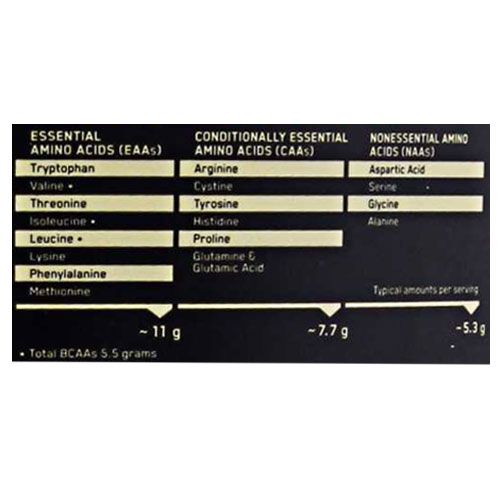 ESSENTIAL
AMINO ACIDS (EAAs)
Tryptophan
Valine •
Threonine
Isoleucine •
Leucine •
Lysine
Phenylalanine
Methionine
~ 11 g
• Total BCAAs 5.5 grams
CONDITIONALLY ESSENTIAL
AMINO ACIDS (CAAs)
Arginine
Cystine
Tyrosine
Histidine
Proline
Glutamine &
Glutamic Acid
~ 7.7 g
NONESSENTIAL AMINO
ACIDS (NAAs)
Aspartic Acid
Serine
Glycine
Alanine
Typical amounts per serving
~5.3 g